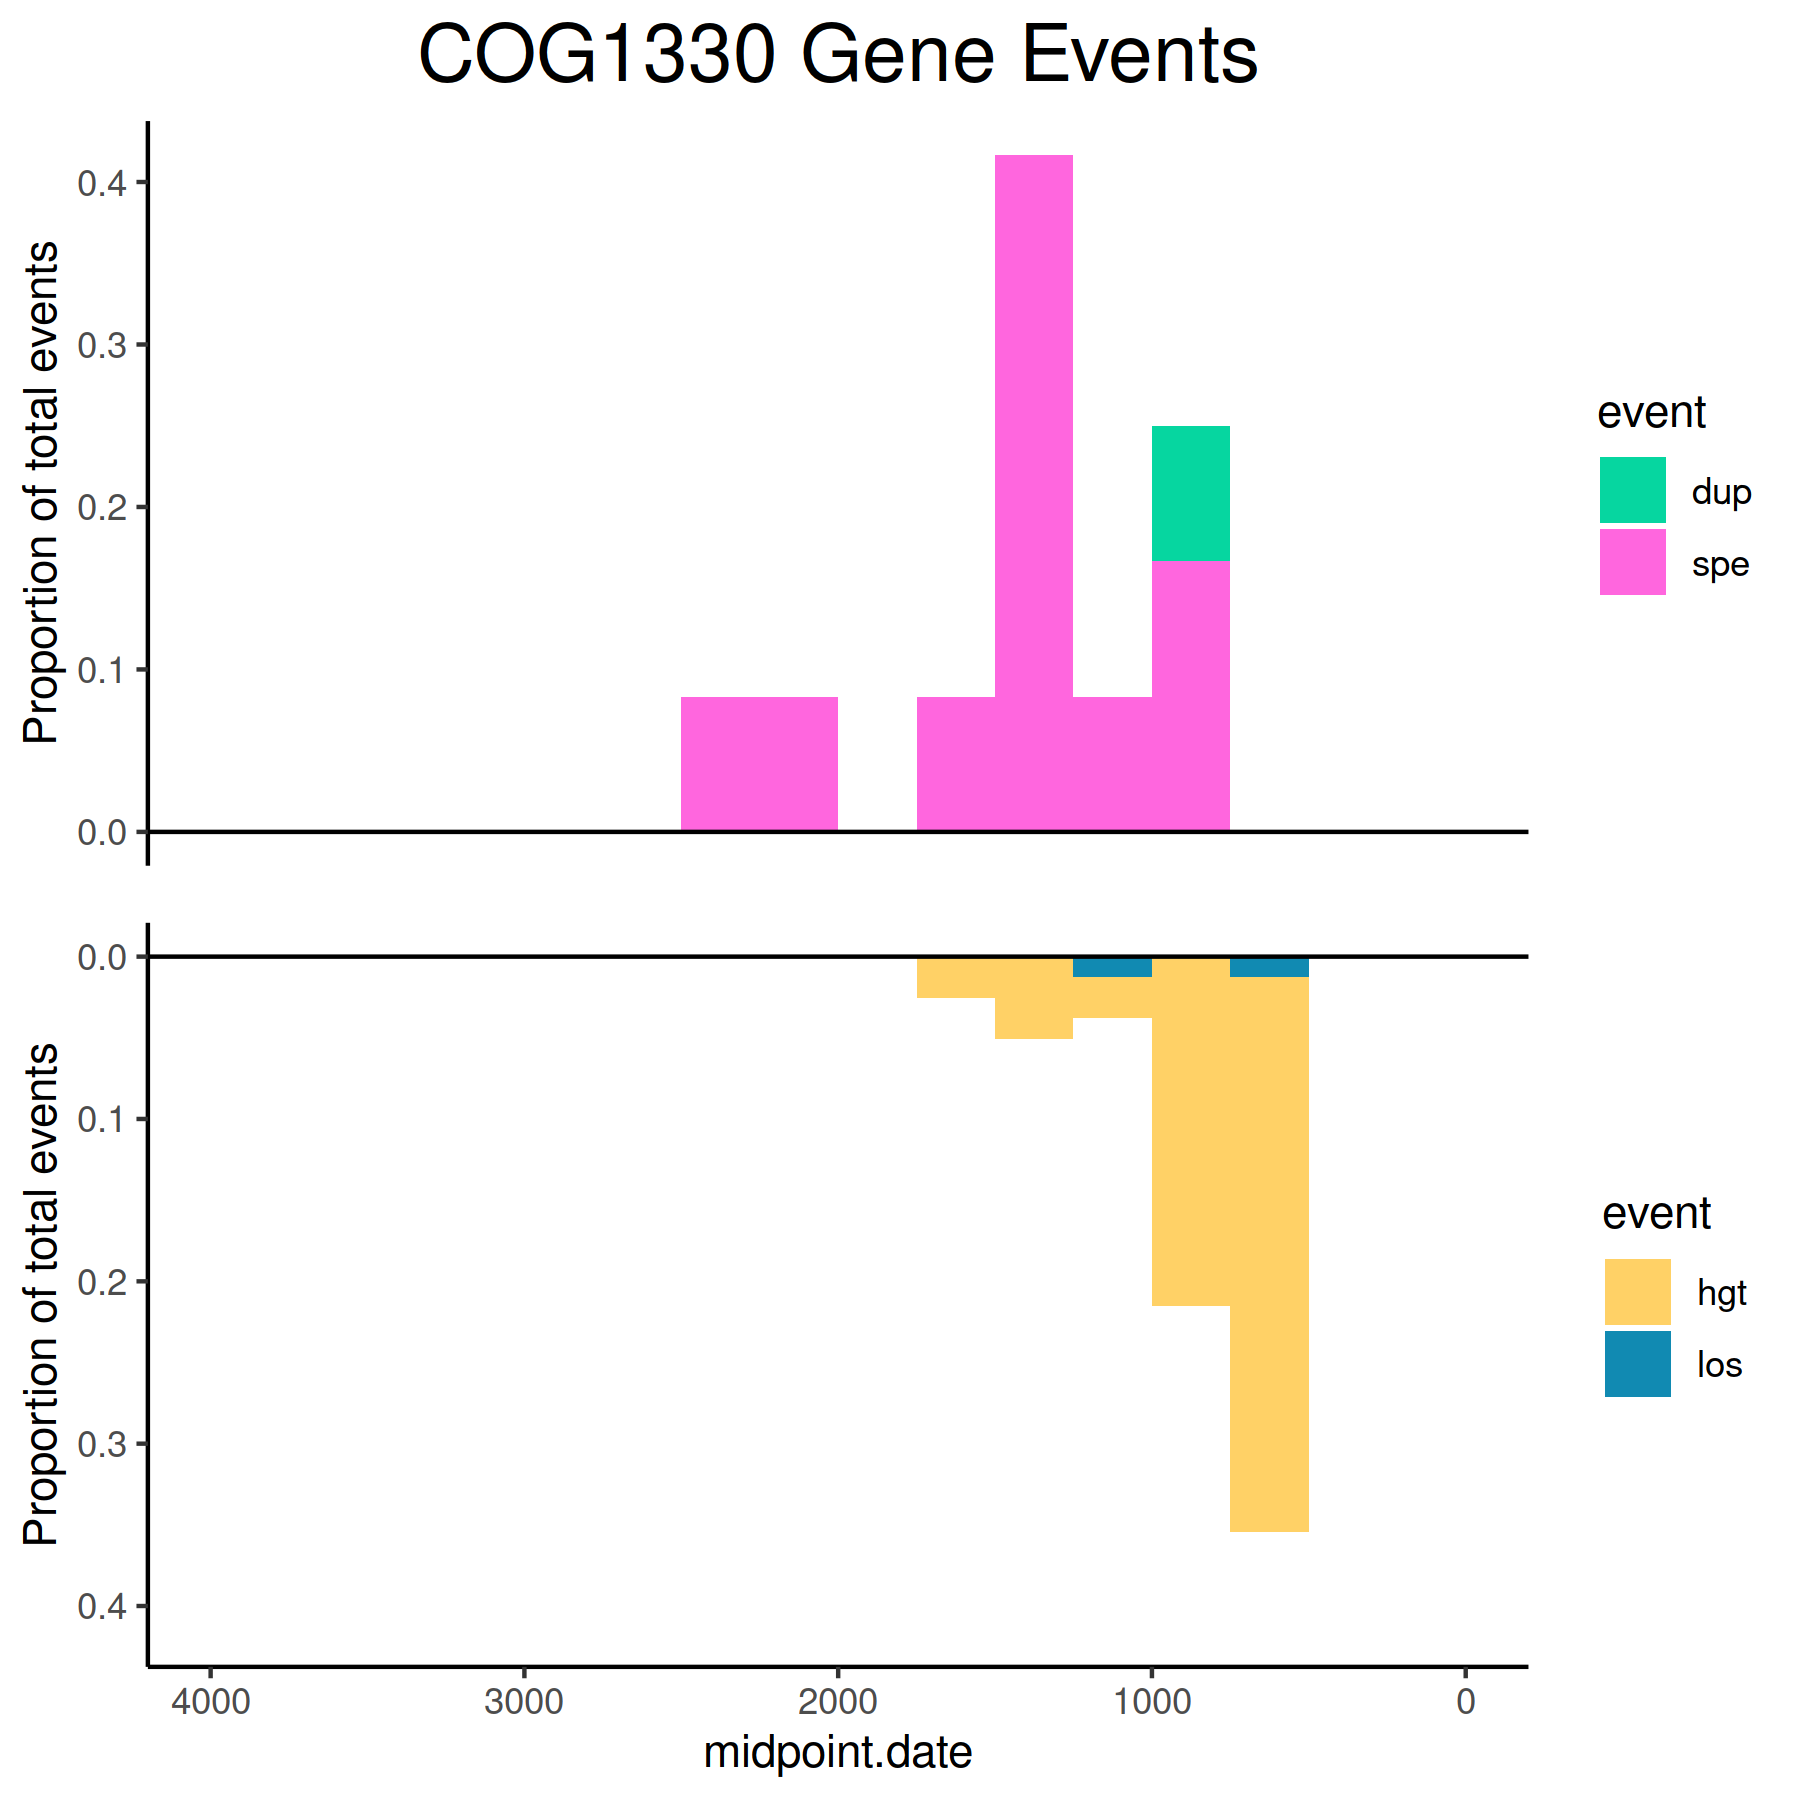 COG1330 Gene Events
Proportion of total events
0.4
0.3
0.2
0.1
0.0
event
dup
spe
Proportion of total events
0.0
0.1
0.2
0.3
0.4
event
hgt
los
4000 3000 2000 1000 0
midpoint.date